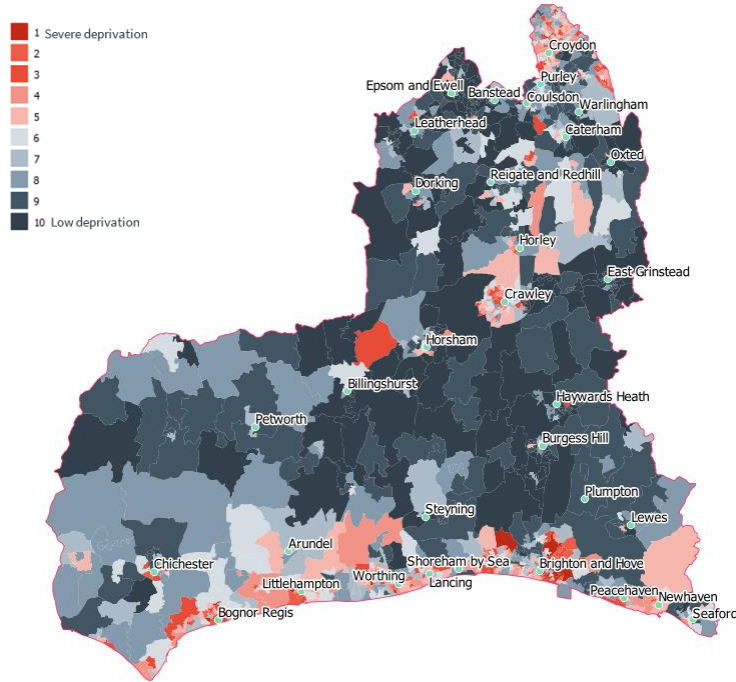 1 Severe deprivation
2
3
4
5
6
7
8
9
10 Low deprivation
Croydon
Purley
Epsom and Ewell
Banstead
Coulsdon
Warlingham
Leatherhead
Caterham
Oxted
Reigate and Redhill
Dorking
Horley
East Grinstead
Crawley
Horsham
Billingshurst
Haywards Heath
Petworth
Burgess Hill
Plumpton
Steyning
Lewes
Arundel
Chichester
Shoreham by Sea
Brighton and Hove
Worthing
Lancing
Littlehampton
Peacehaven
Newhaven
Bognor Regis
Seaford